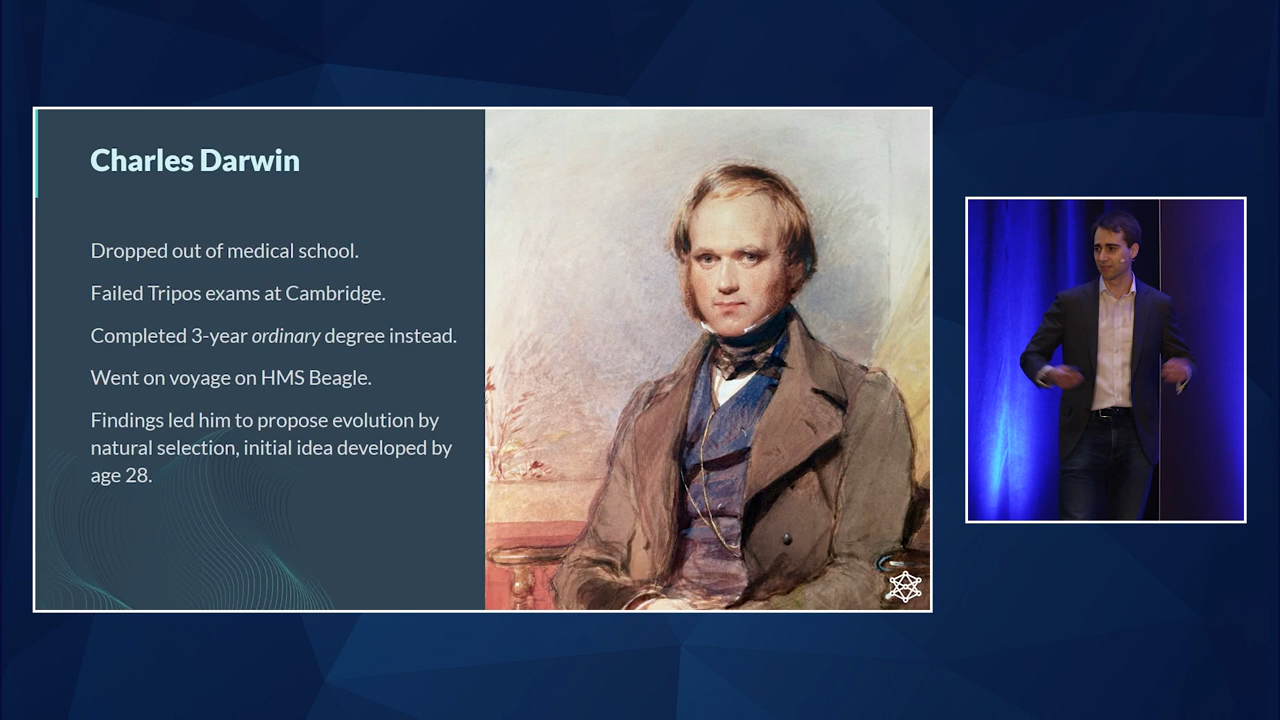 Charles Darwin
Dropped out of medical school.
Failed Tripos exams at Cambridge.
Completed 3-year ordinary degree instead.
Went on voyage on HMS Beagle.
Findings led him to propose evolution by
natural selection, initial idea developed by
age 28.